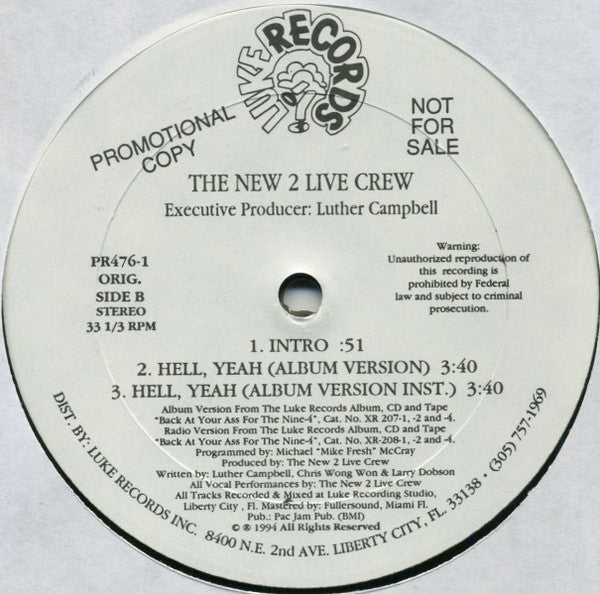 LUKE RECORDS
PROMOTIONAL
COPY
NOT
FOR
SALE
THE NEW 2 LIVE CREW
Executive Producer: Luther Campbell
PR476-1
ORIG.
SIDE B
STEREO
33 1/3 RPM
Warning:
Unauthorized reproduction of
this recording is
prohibited by Federal
law and subject to criminal
prosecution.
1. INTRO :51
2. HELL, YEAH (ALBUM VERSION) 3:40
3. HELL, YEAH (ALBUM VERSION INST.) 3:40
Album Version From The Luke Records Album, CD and Tape
"Back At Your Ass For The Nine-4", Cat. No. XR 207-1, -2 and -4.
Radio Version From The Luke Records Album, CD and Tape
"Back At Your Ass For The Nine-4", Cat. No. XR-208-1, -2 and -4.
Programmed by: Michael "Mike Fresh" McCray
Produced by: The New 2 Live Crew
Written by: Luther Campbell, Chris Wong Won & Larry Dobson
All Vocal Performances by: The New 2 Live Crew
All Tracks Recorded & Mixed at Luke Recording Studio,
Liberty City , Fl. Mastered by: Fullersound, Miami Fl.
Pub.: Pac Jam Pub. (BMI)
© ℗ 1994 All Rights Reserved
DIST. BY: LUKE RECORDS INC. 8400 N.E. 2nd AVE. LIBERTY CITY, FL. 33138 • (305) 757-1969